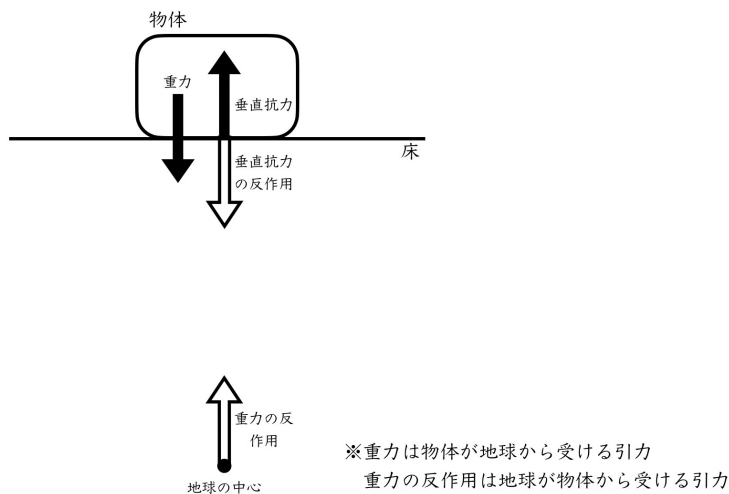 物体
重力
垂直抗力
床
垂直抗力
の反作用
重力の反
作用
地球の中心
※重力は物体が地球から受ける引力
重力の反作用は地球が物体から受ける引力